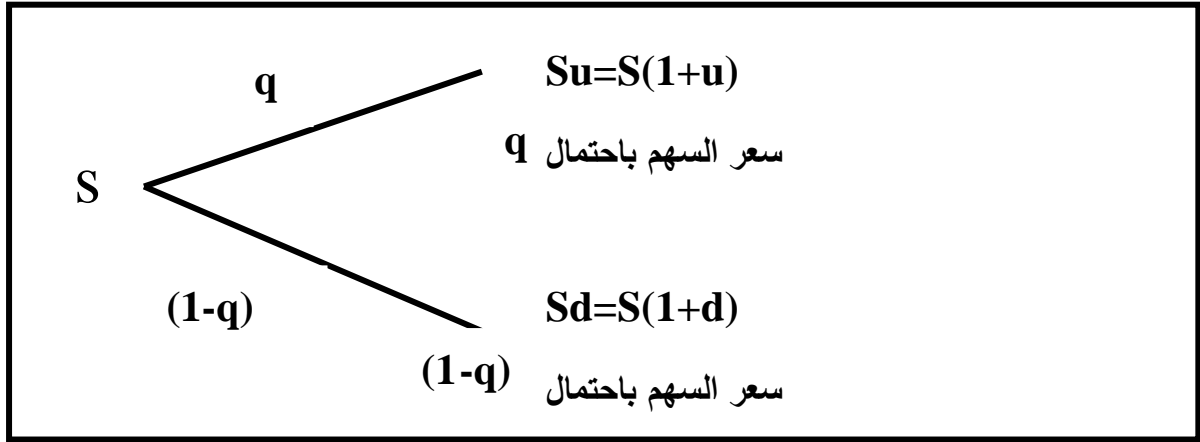 q
Su=S(1+u)
سعر السهم باحتمال q
S
(1-q)
Sd=S(1+d)
سعر السهم باحتمال (1-q)